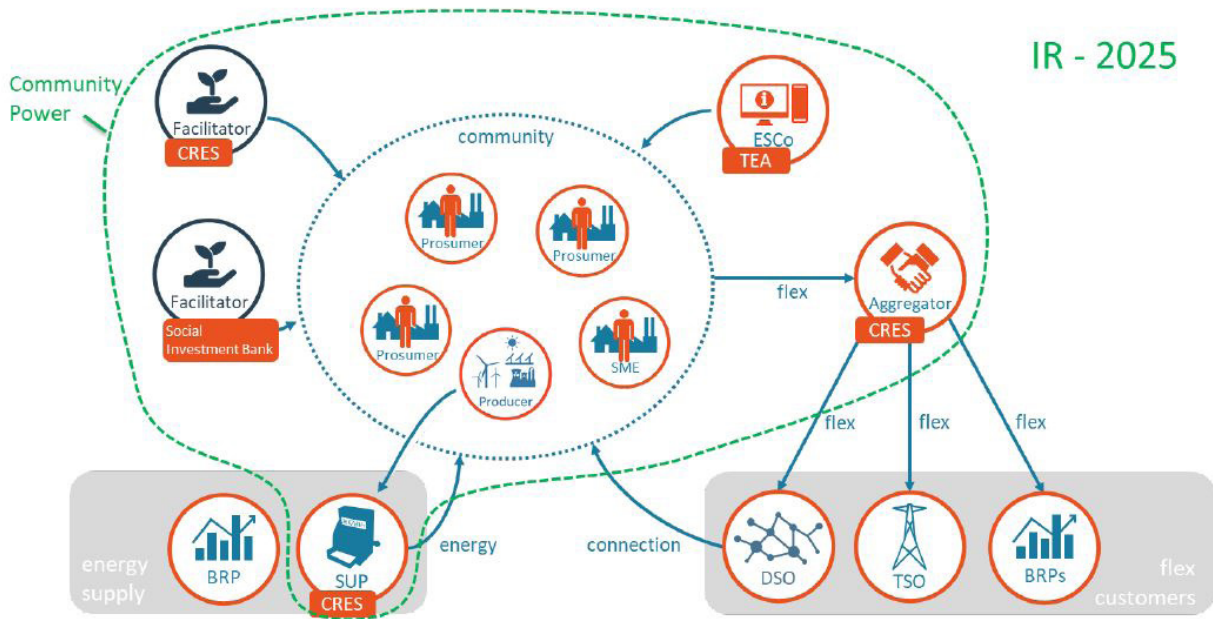 IR - 2025
Community
Power
Facilitator
CRES
ESCo
TEA
community
Prosumer
Prosumer
Facilitator
Social
Investment Bank
flex
Aggregator
CRES
Prosumer
SME
Producer
flex
flex
flex
energy
supply
BRP
SUP
CRES
energy
connection
DSO
TSO
BRPs
flex
customers